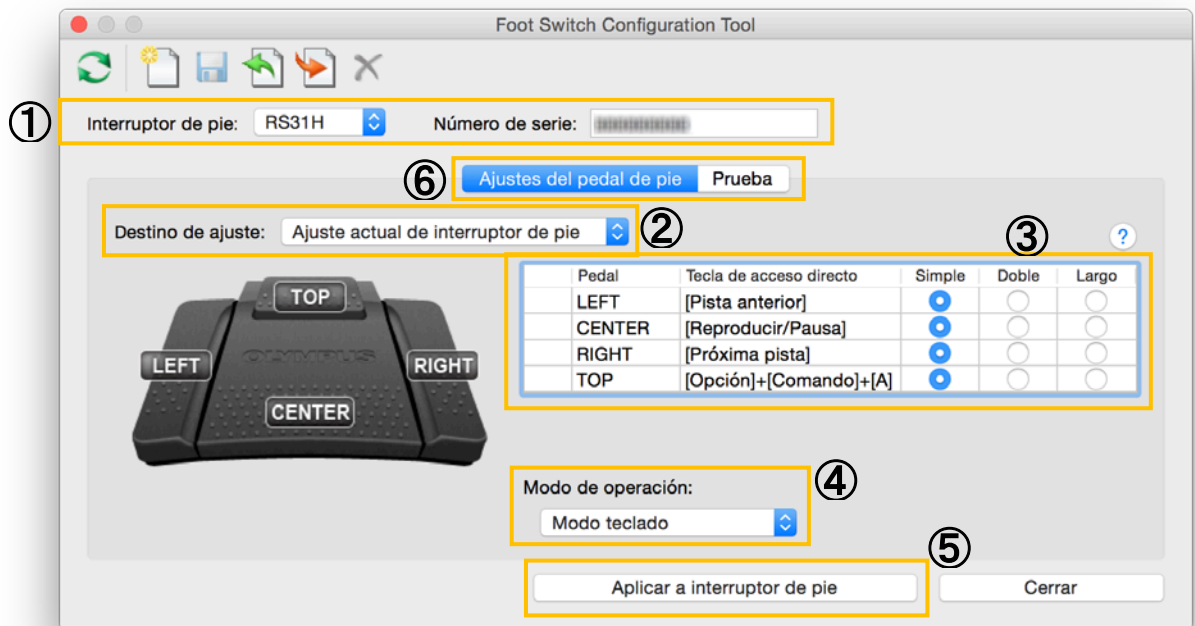 Foot Switch Configuration Tool
① Interruptor de pie: RS31H Número de serie:
⑥ Ajustes del pedal de pie Prueba
Destino de ajuste: Ajuste actual de interruptor de pie ②
③ ?
Pedal Tecla de acceso directo Simple Doble Largo
LEFT [Pista anterior]
CENTER [Reproducir/Pausa]
RIGHT [Próxima pista]
TOP [Opción]+[Comando]+[A]
TOP
OLYMPUS
LEFT RIGHT
CENTER
Modo de operación: ④
Modo teclado
⑤
Aplicar a interruptor de pie Cerrar